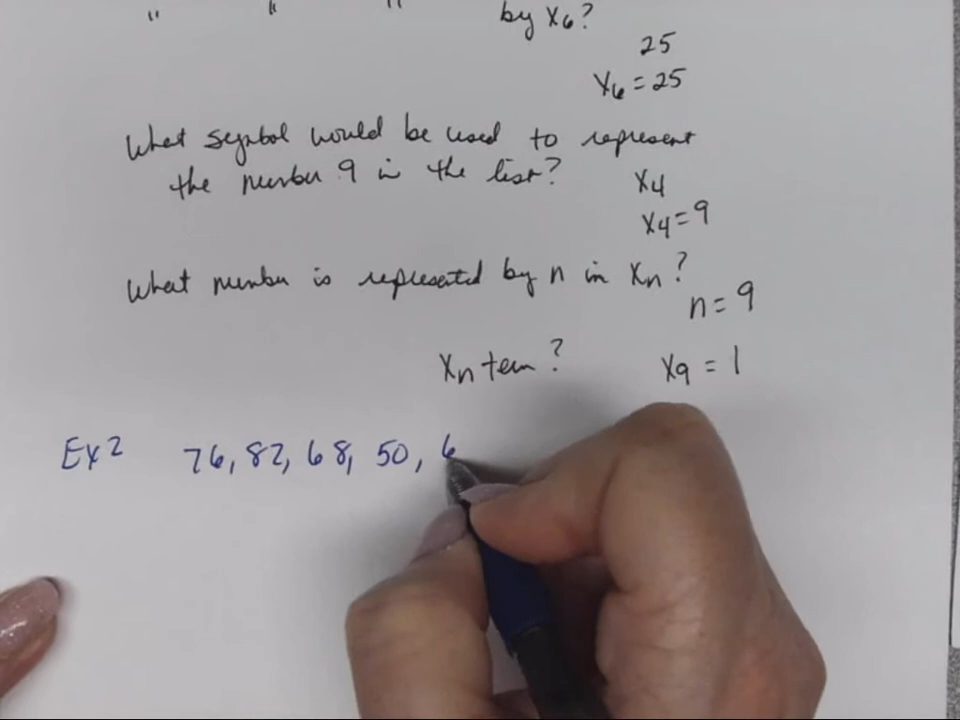 " " " by x₆?
25
x₆ = 25
What symbol would be used to represent
the number 9 in the list?
x₄
x₄ = 9
What number is represented by n in xₙ?
n = 9
xₙ term? x₉ = 1
Ex 2 76, 82, 68, 50, 6